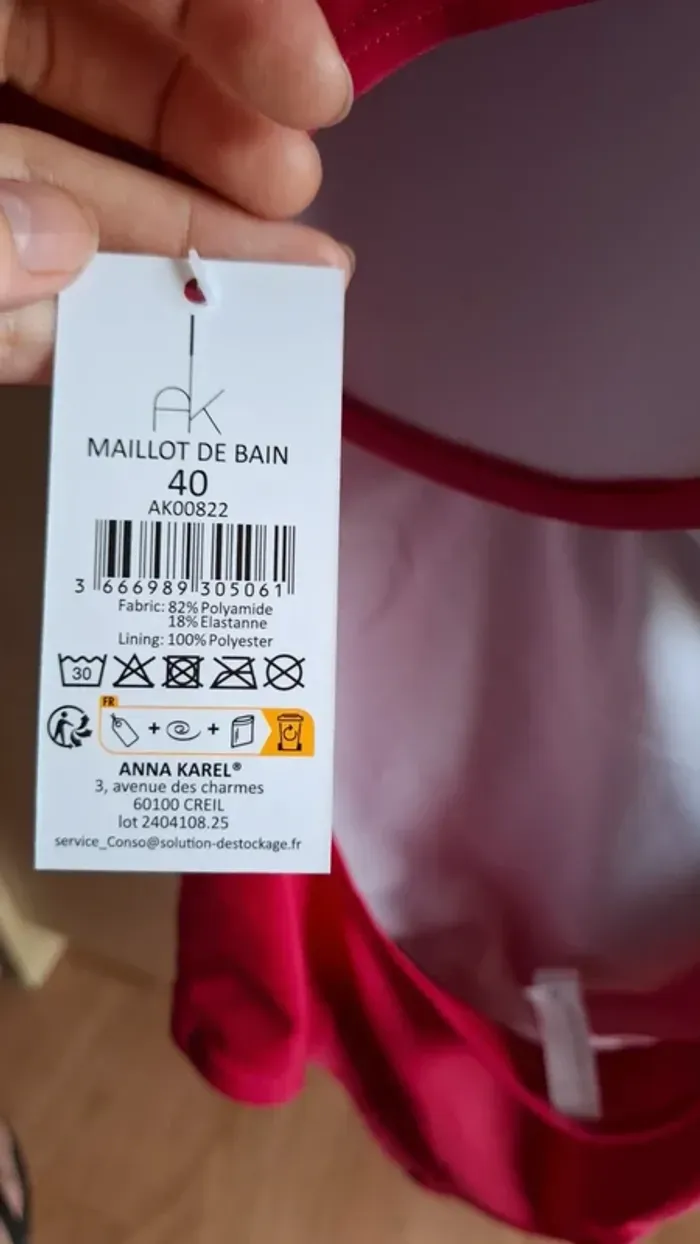 AK
MAILLOT DE BAIN
40
AK00822
3 666989 305061
Fabric: 82% Polyamide
18% Elastanne
Lining: 100% Polyester
30
FR
+ +
ANNA KAREL®
3, avenue des charmes
60100 CREIL
lot 2404108.25
service_Conso@solution-destockage.fr